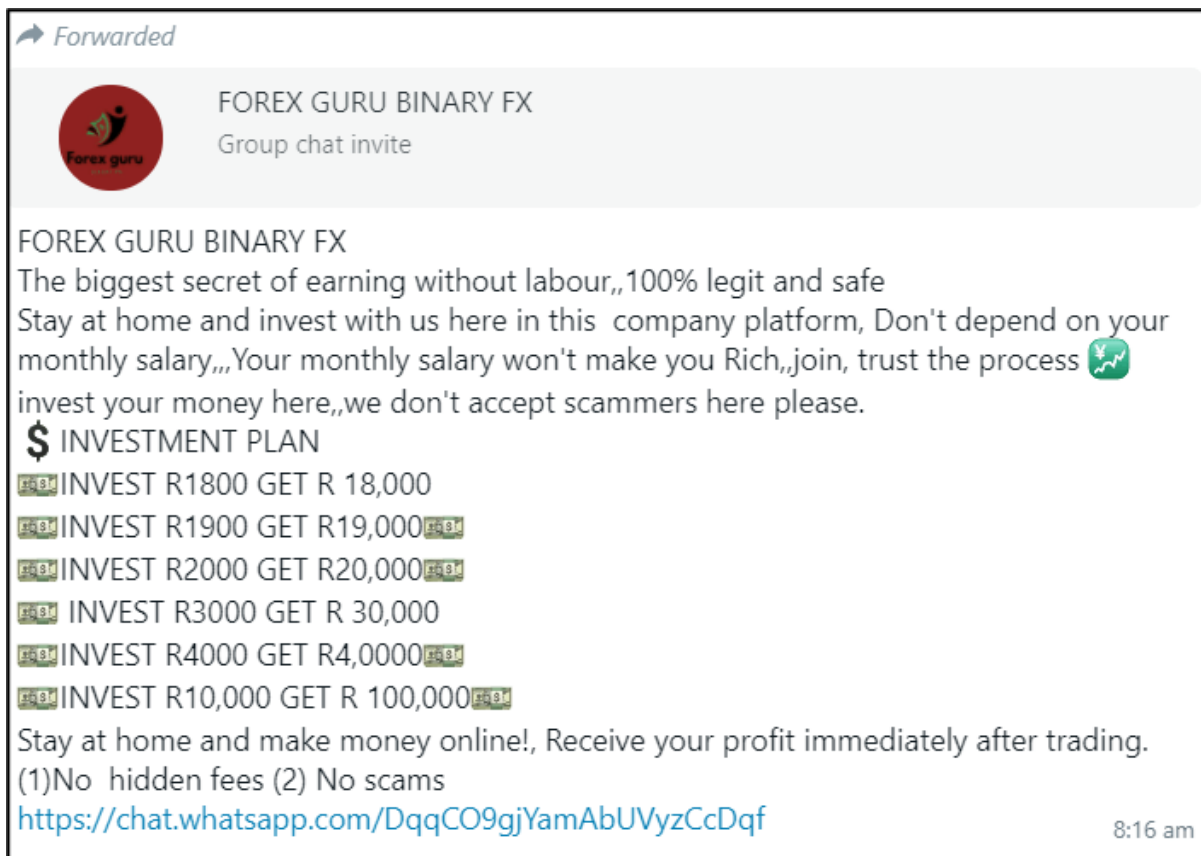 Forwarded
Forex guru
FOREX GURU BINARY FX
Group chat invite
FOREX GURU BINARY FX
The biggest secret of earning without labour,,100% legit and safe
Stay at home and invest with us here in this  company platform, Don't depend on your
monthly salary,,,Your monthly salary won't make you Rich,,join, trust the process 💹
invest your money here,,we don't accept scammers here please.
💲 INVESTMENT PLAN
💵INVEST R1800 GET R 18,000
💵INVEST R1900 GET R19,000💵
💵INVEST R2000 GET R20,000💵
💵 INVEST R3000 GET R 30,000
💵INVEST R4000 GET R4,0000💵
💵INVEST R10,000 GET R 100,000💵
Stay at home and make money online!, Receive your profit immediately after trading.
(1)No  hidden fees (2) No scams
https://chat.whatsapp.com/DqqCO9gjYamAbUVyzCcDqf
8:16 am